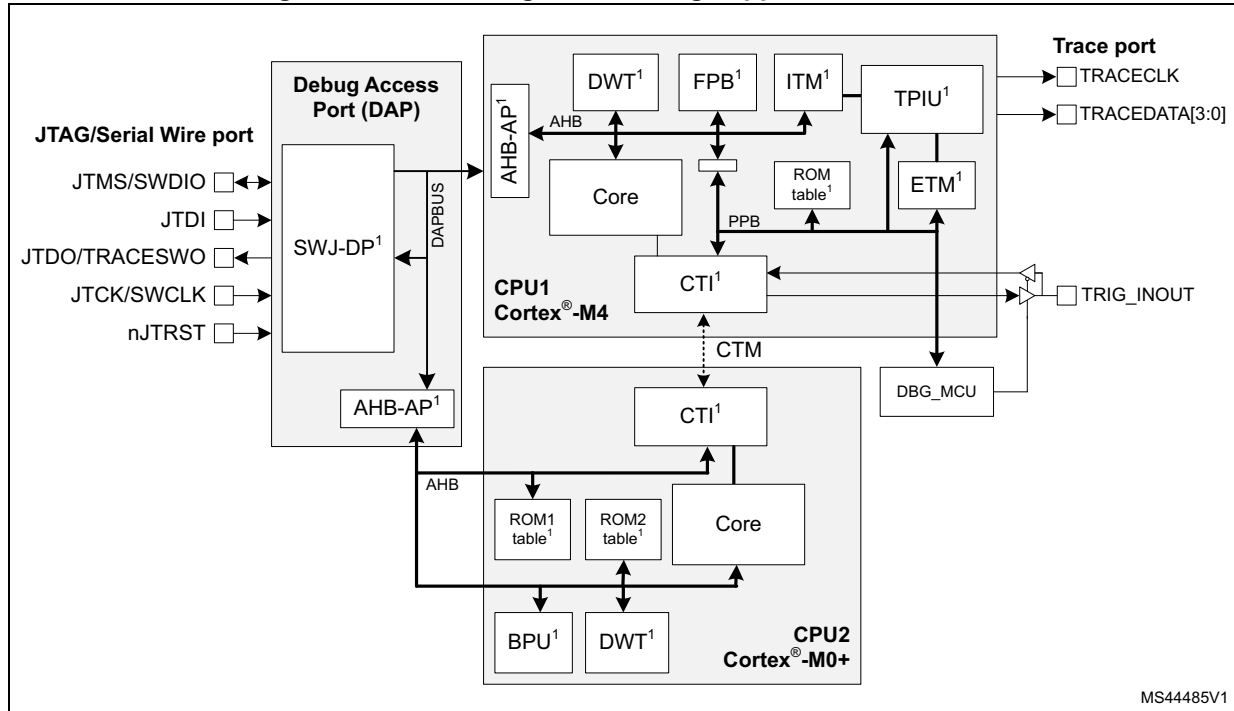 Debug Access
Port (DAP)
JTAG/Serial Wire port
JTMS/SWDIO
JTDI
JTDO/TRACESWO
JTCK/SWCLK
nJTRST
SWJ-DP¹
DAPBUS
AHB-AP¹
AHB-AP¹
AHB
DWT¹
FPB¹
ITM¹
TPIU¹
Core
ROM
table¹
ETM¹
PPB
CTI¹
CPU1
Cortex®-M4
Trace port
TRACECLK
TRACEDATA[3:0]
TRIG_INOUT
DBG_MCU
CTM
CTI¹
AHB
ROM1
table¹
ROM2
table¹
Core
BPU¹
DWT¹
CPU2
Cortex®-M0+
MS44485V1